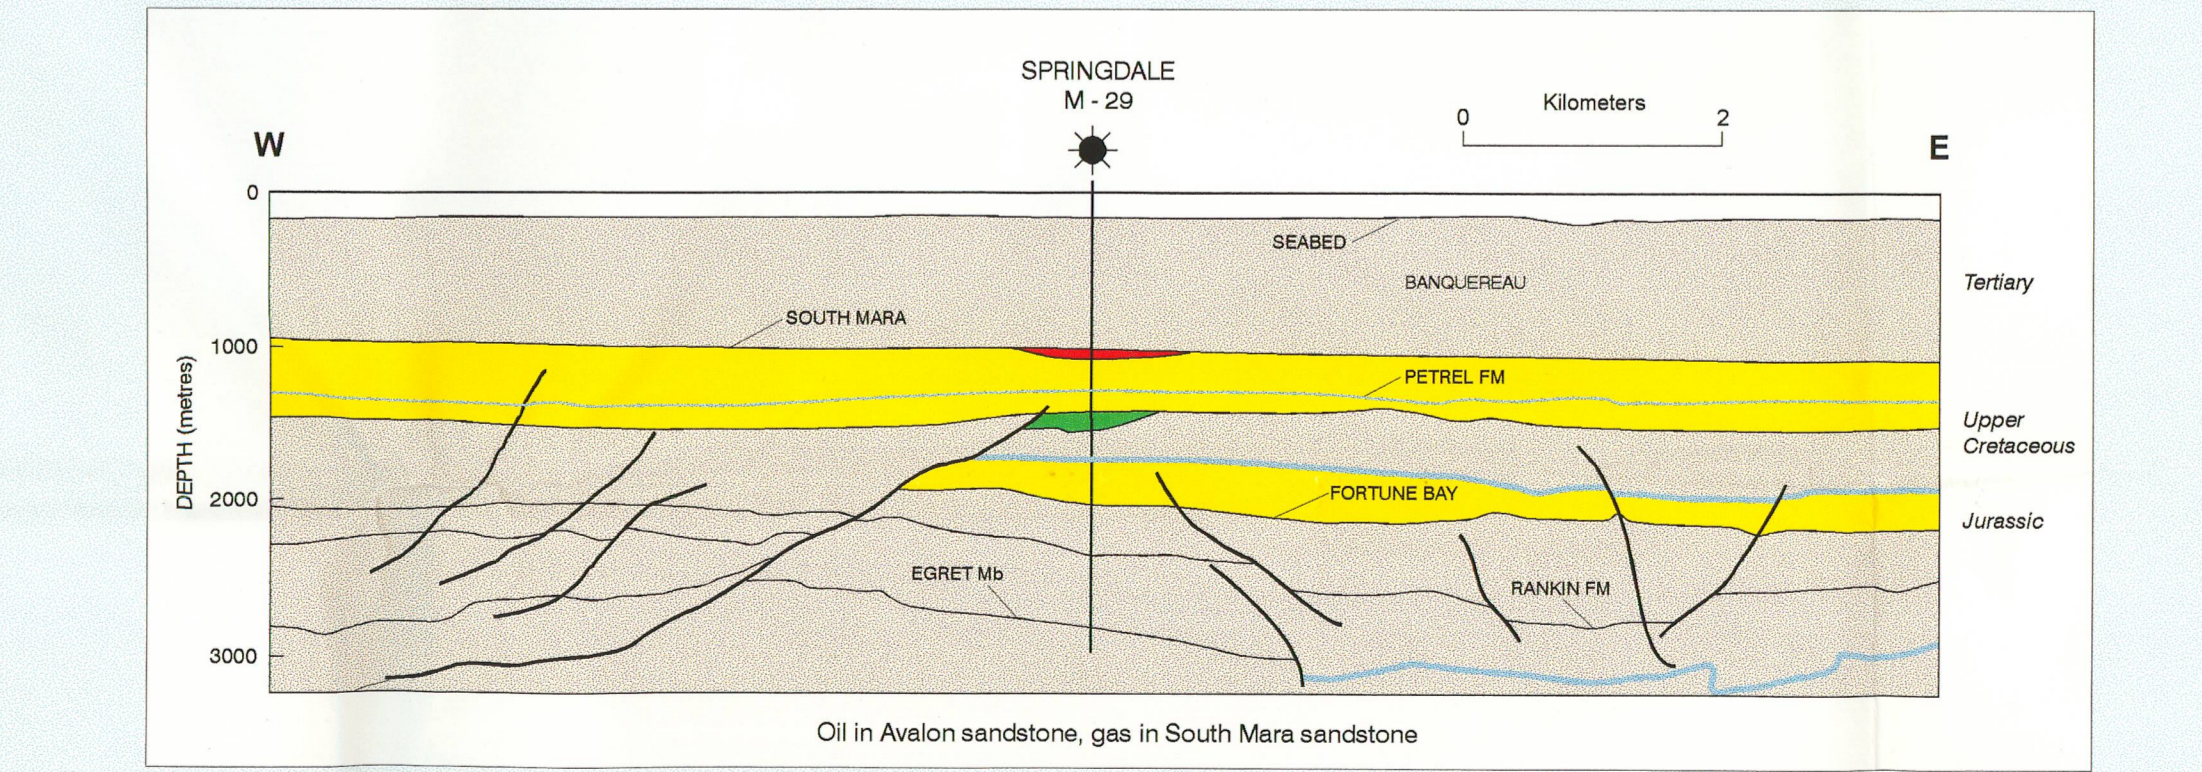 SPRINGDALE
M - 29
Kilometers
0 2
W E
0
SEABED
BANQUEREAU
Tertiary
SOUTH MARA
1000
PETREL FM
DEPTH (metres)
Upper
Cretaceous
2000
FORTUNE BAY
Jurassic
EGRET Mb
RANKIN FM
3000
Oil in Avalon sandstone, gas in South Mara sandstone